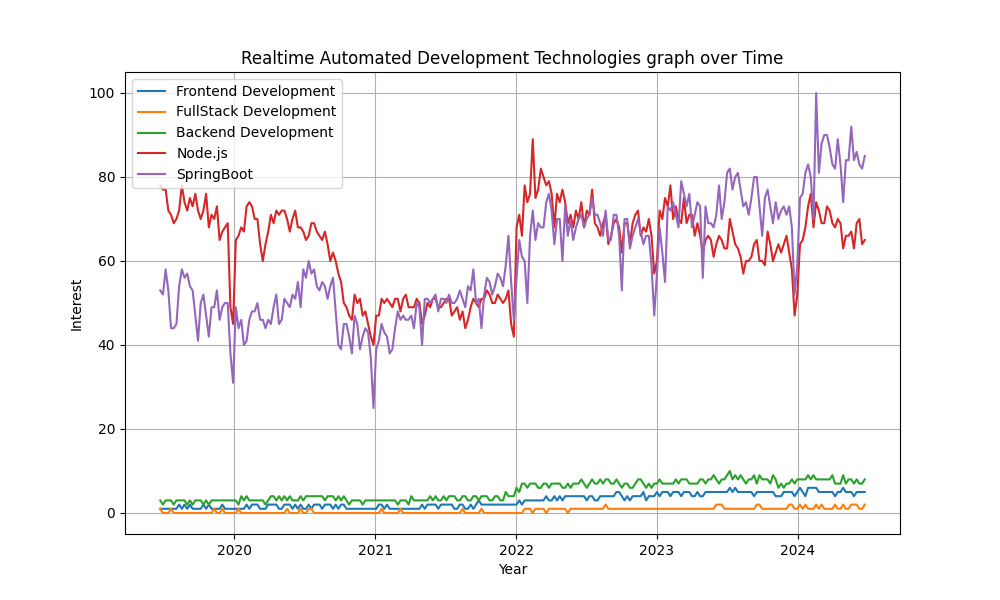 Realtime Automated Development Technologies graph over Time
Frontend Development
FullStack Development
Backend Development
Node.js
SpringBoot
100
80
60
40
20
0
Interest
2020 2021 2022 2023 2024
Year